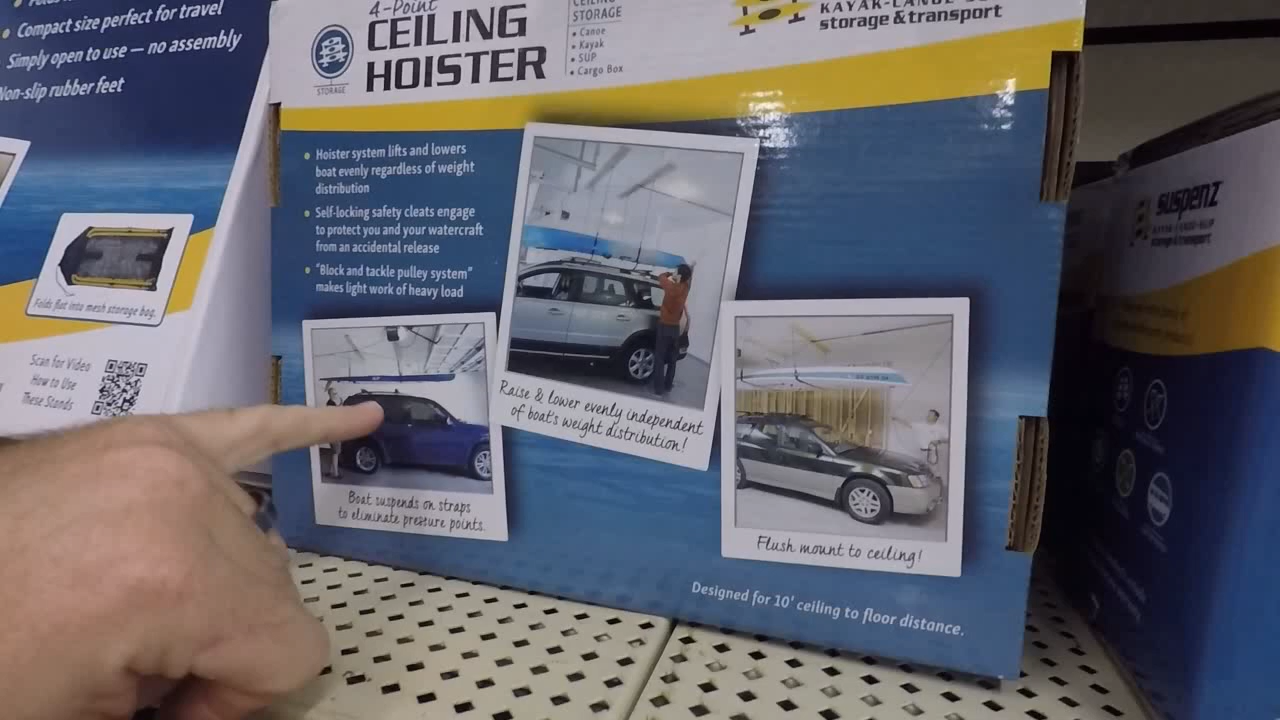 Compact size perfect for travel
Simply open to use — no assembly
Non-slip rubber feet
Folds flat into mesh storage bag.
Scan for Video
How to Use
These Stands
4-Point
CEILING
HOISTER
STORAGE
CEILING
STORAGE
• Canoe
• Kayak
• SUP
• Cargo Box
storage & transport
• Hoister system lifts and lowers
boat evenly regardless of weight
distribution
• Self-locking safety cleats engage
to protect you and your watercraft
from an accidental release
• "Block and tackle pulley system"
makes light work of heavy load
Raise & lower evenly independent
of boat's weight distribution!
Boat suspends on straps
to eliminate pressure points.
Flush mount to ceiling!
Designed for 10' ceiling to floor distance.
suspenz
KAYAK-CANOE-SUP
storage & transport